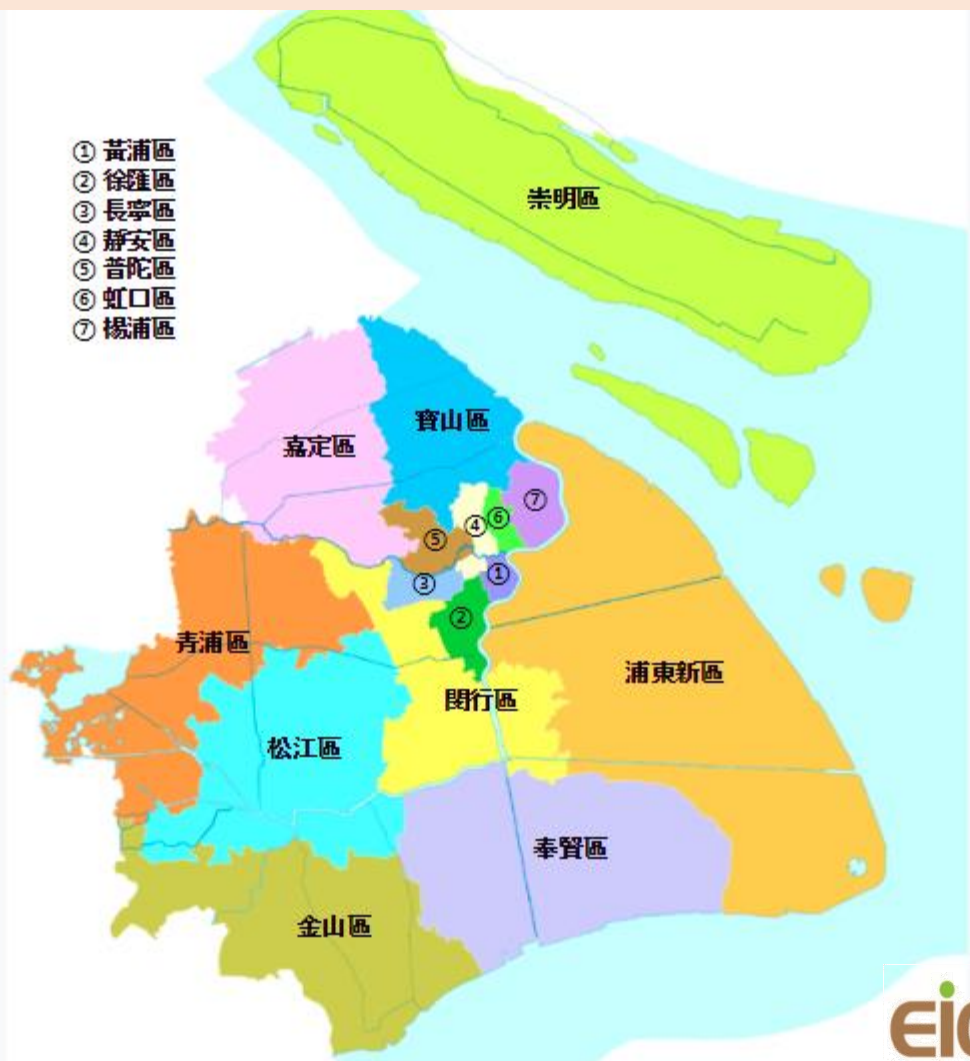 ① 黃浦區
② 徐匯區
③ 長寧區
④ 靜安區
⑤ 普陀區
⑥ 虹口區
⑦ 楊浦區
崇明區
寶山區
嘉定區
⑦
⑥
④
⑤
①
③
②
青浦區
浦東新區
閔行區
松江區
奉賢區
金山區